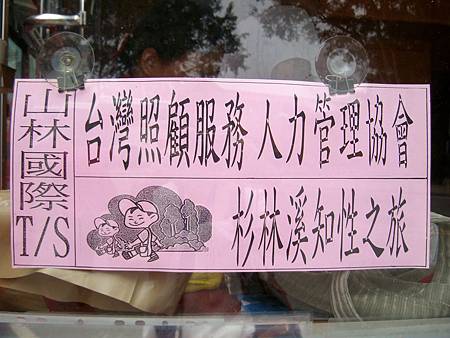 山林國際T/S
台灣照顧服務人力管理協會
杉林溪知性之旅